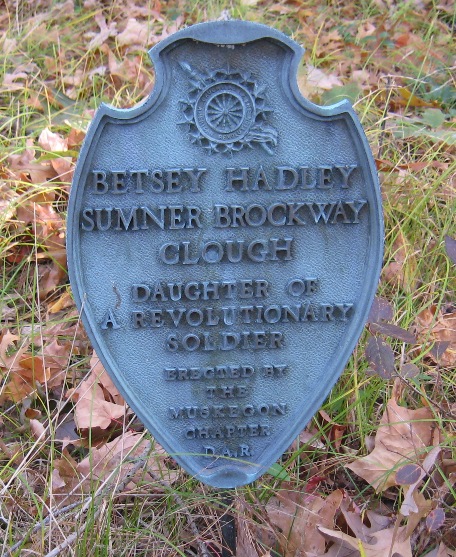 BETSEY HADLEY
SUMNER BROCKWAY
CLOUGH
DAUGHTER OF
A REVOLUTIONARY
SOLDIER
ERECTED BY
THE
MUSKEGON
CHAPTER
D.A.R.